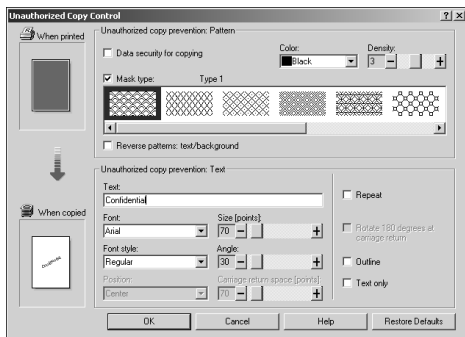 Unauthorized Copy Control
When printed
Unauthorized copy prevention: Pattern
Data security for copying
Color:
Black
Density:
3
Mask type:
Type 1
Reverse patterns: text/background
When copied
Confidential
Unauthorized copy prevention: Text
Text:
Confidential
Font:
Arial
Size [points]:
70
Font style:
Regular
Angle:
30
Position:
Center
Carriage return space [points]:
70
Repeat
Rotate 180 degrees at
carriage return
Outline
Text only
OK
Cancel
Help
Restore Defaults